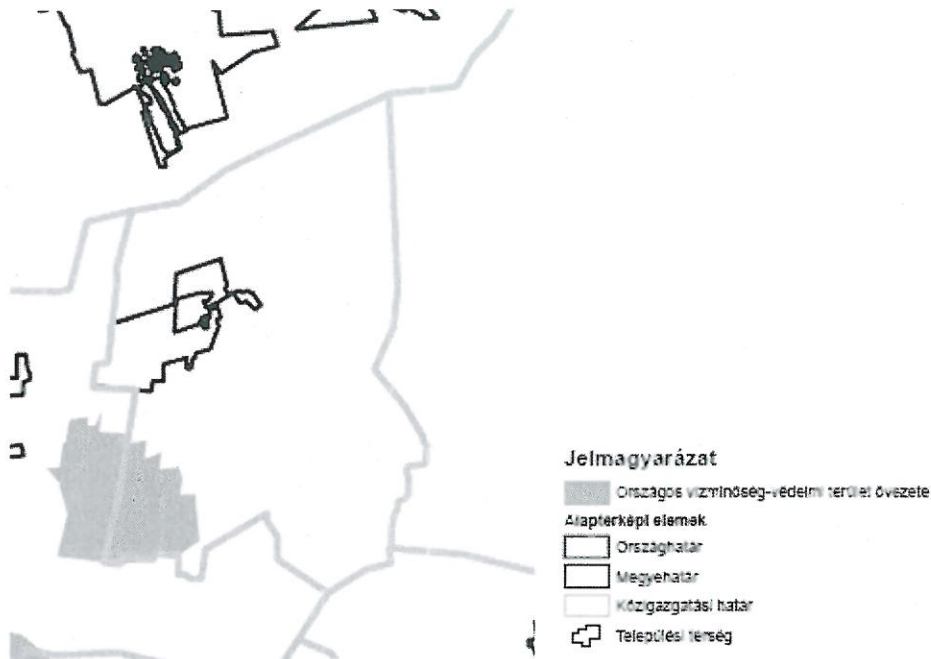 Jelmagyarázat
Országos vízminőség-védelmi terület övezete
Alaptérképi elemek
Országhatár
Megyehatár
Közigazgatási határ
Települési térség